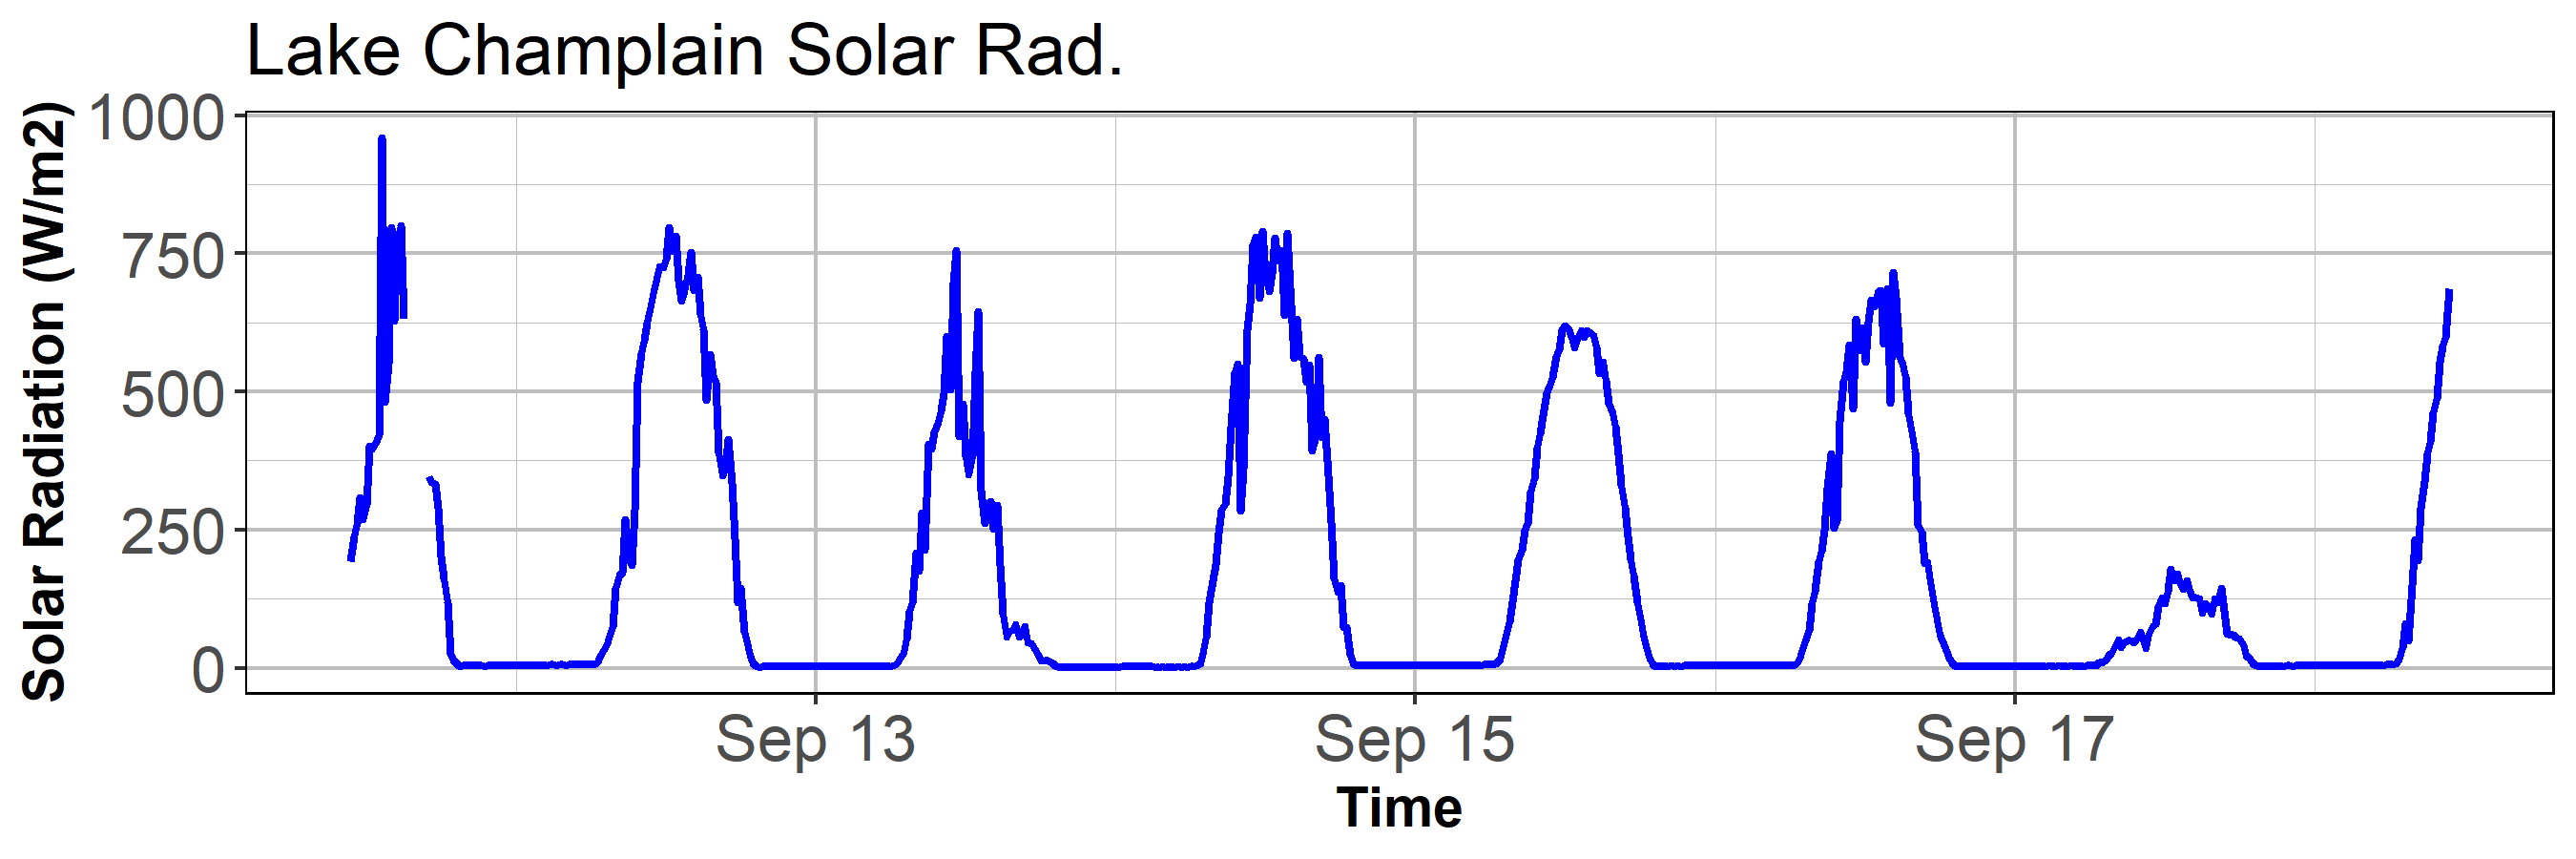 Lake Champlain Solar Rad.
Solar Radiation (W/m2)
1000
750
500
250
0
Sep 13 Sep 15 Sep 17
Time